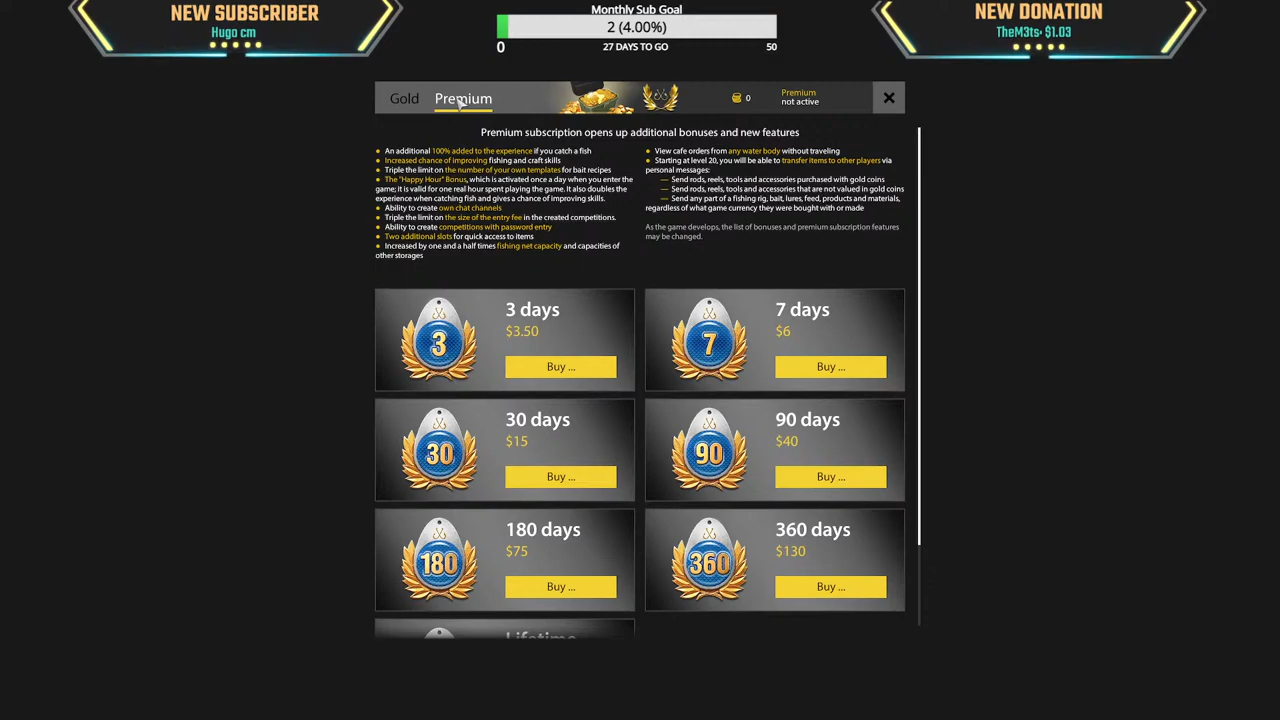 NEW SUBSCRIBER
Hugo cm
Monthly Sub Goal
2 (4.00%)
0
27 DAYS TO GO
50
NEW DONATION
TheM3ts• $1.03
Gold
Premium
0
Premium
not active
Premium subscription opens up additional bonuses and new features
● An additional 100% added to the experience if you catch a fish
● Increased chance of improving fishing and craft skills
● Triple the limit on the number of your own templates for bait recipes
● The "Happy Hour" Bonus, which is activated once a day when you enter the
game; it is valid for one real hour spent playing the game. It also doubles the
experience when catching fish and gives a chance of improving skills.
● Ability to create own chat channels
● Triple the limit on the size of the entry fee in the created competitions.
● Ability to create competitions with password entry
● Two additional slots for quick access to items
● Increased by one and a half times fishing net capacity and capacities of
other storages
● View cafe orders from any water body without traveling
● Starting at level 20, you will be able to transfer items to other players via
personal messages:
— Send rods, reels, tools and accessories purchased with gold coins
— Send rods, reels, tools and accessories that are not valued in gold coins
— Send any part of a fishing rig, bait, lures, feed, products and materials,
regardless of what game currency they were bought with or made
As the game develops, the list of bonuses and premium subscription features
may be changed.
3
3 days
$3.50
Buy ...
7
7 days
$6
Buy ...
30
30 days
$15
Buy ...
90
90 days
$40
Buy ...
180
180 days
$75
Buy ...
360
360 days
$130
Buy ...
Lifetime